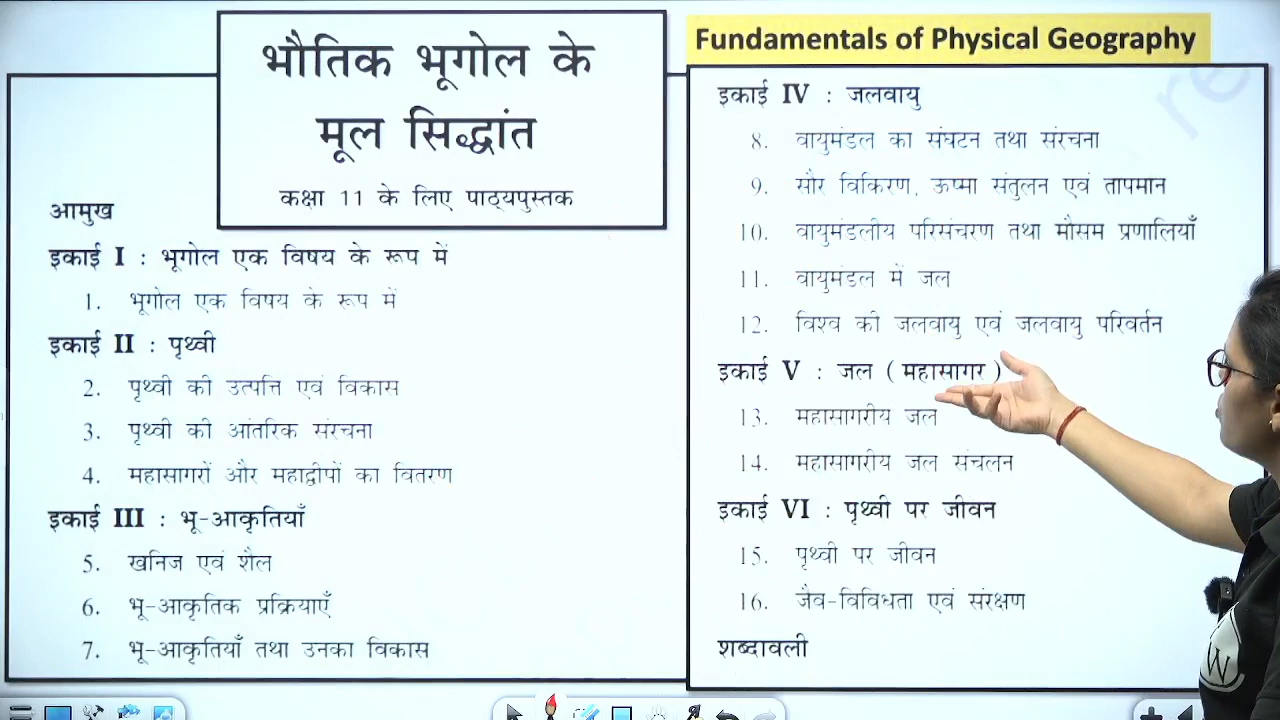 भौतिक भूगोल के
मूल सिद्धांत
कक्षा 11 के लिए पाठ्यपुस्तक
आमुख
इकाई I : भूगोल एक विषय के रूप में
1. भूगोल एक विषय के रूप में
इकाई II : पृथ्वी
2. पृथ्वी की उत्पत्ति एवं विकास
3. पृथ्वी की आंतरिक संरचना
4. महासागरों और महाद्वीपों का वितरण
इकाई III : भू-आकृतियाँ
5. खनिज एवं शैल
6. भू-आकृतिक प्रक्रियाएँ
7. भू-आकृतियाँ तथा उनका विकास
Fundamentals of Physical Geography
इकाई IV : जलवायु
8. वायुमंडल का संघटन तथा संरचना
9. सौर विकिरण, ऊष्मा संतुलन एवं तापमान
10. वायुमंडलीय परिसंचरण तथा मौसम प्रणालियाँ
11. वायुमंडल में जल
12. विश्व की जलवायु एवं जलवायु परिवर्तन
इकाई V : जल (महासागर)
13. महासागरीय जल
14. महासागरीय जल संचलन
इकाई VI : पृथ्वी पर जीवन
15. पृथ्वी पर जीवन
16. जैव-विविधता एवं संरक्षण
शब्दावली
re
W